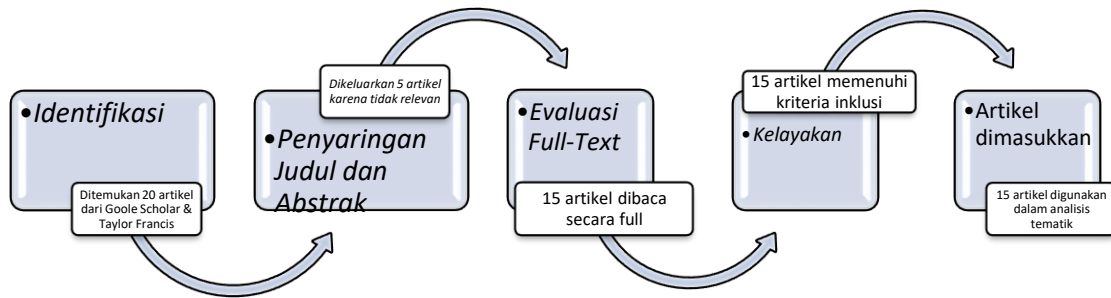 •Identifikasi
Ditemukan 20 artikel
dari Goole Scholar &
Taylor Francis
Dikeluarkan 5 artikel
karena tidak relevan
•Penyaringan
Judul dan
Abstrak
•Evaluasi
Full-Text
15 artikel dibaca
secara full
15 artikel memenuhi
kriteria inklusi
•Kelayakan
•Artikel
dimasukkan
15 artikel digunakan
dalam analisis
tematik